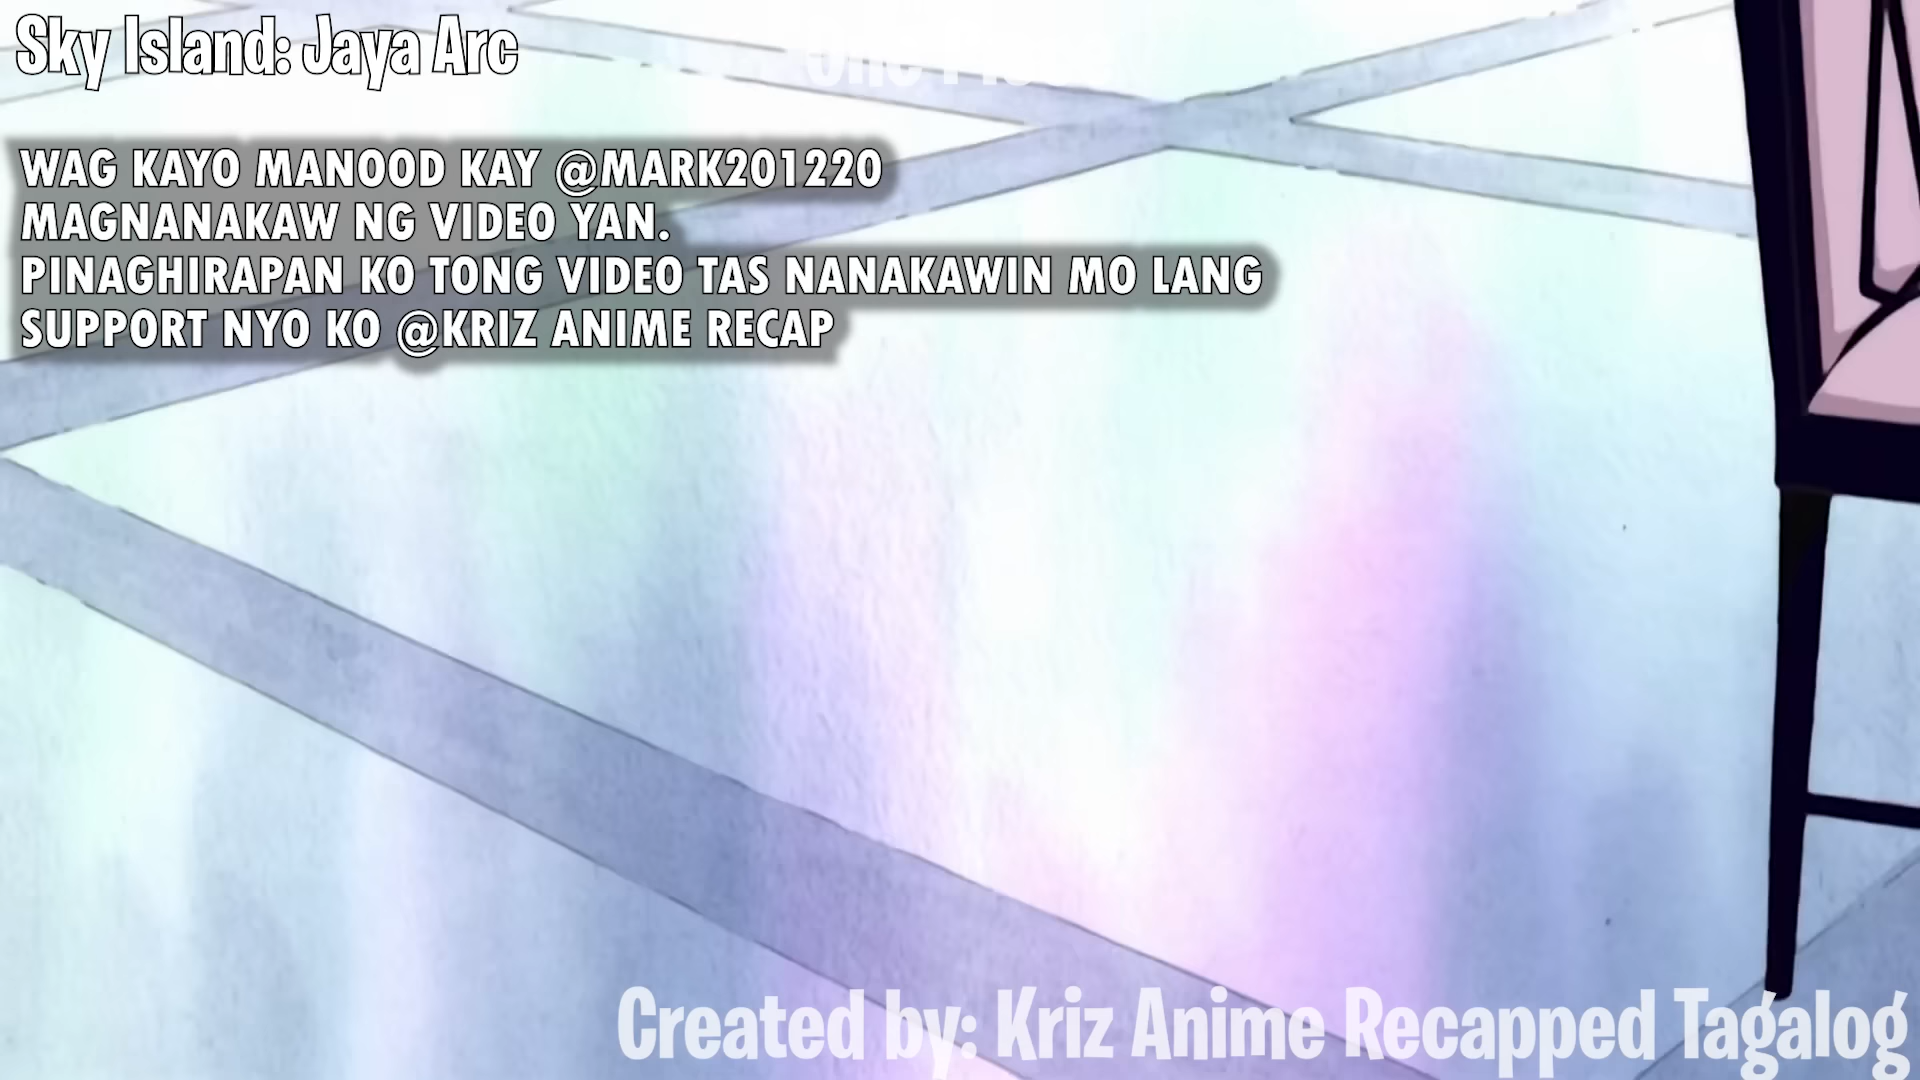 Sky Island: Jaya Arc
WAG KAYO MANOOD KAY @MARK201220
MAGNANAKAW NG VIDEO YAN.
PINAGHIRAPAN KO TONG VIDEO TAS NANAKAWIN MO LANG
SUPPORT NYO KO @KRIZ ANIME RECAP
Created by: Kriz Anime Recapped Tagalog